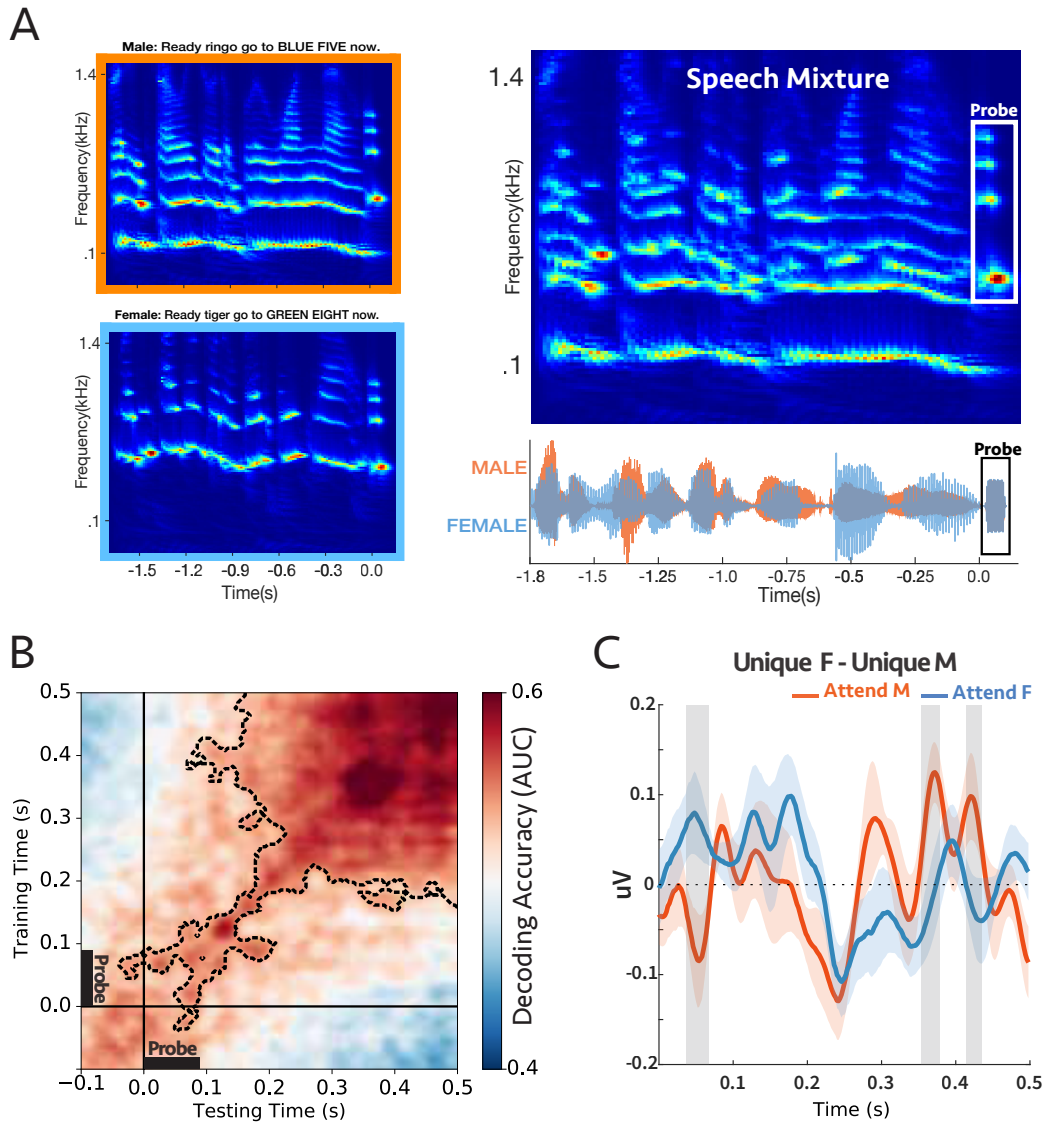 A
Male: Ready ringo go to BLUE FIVE now.
1.4
Frequency(kHz)
.1
Female: Ready tiger go to GREEN EIGHT now.
1.4
Frequency(kHz)
.1
-1.5 -1.2 -0.9 -0.6 -0.3 0.0
Time(s)
Speech Mixture
Probe
1.4
Frequency(kHz)
.1
MALE
FEMALE
Probe
-1.8 -1.5 -1.25 -1.0 -0.75 -0.5 -0.25 0.0
Time(s)
B
0.5
0.4
0.3
0.2
0.1
0.0
−0.1
Training Time (s)
Probe
Probe
−0.1 0.0 0.1 0.2 0.3 0.4 0.5
Testing Time (s)
0.6
Decoding Accuracy (AUC)
0.4
C
Unique F - Unique M
Attend M Attend F
0.2
0.1
0
-0.1
-0.2
uV
0.1 0.2 0.3 0.4 0.5
Time (s)